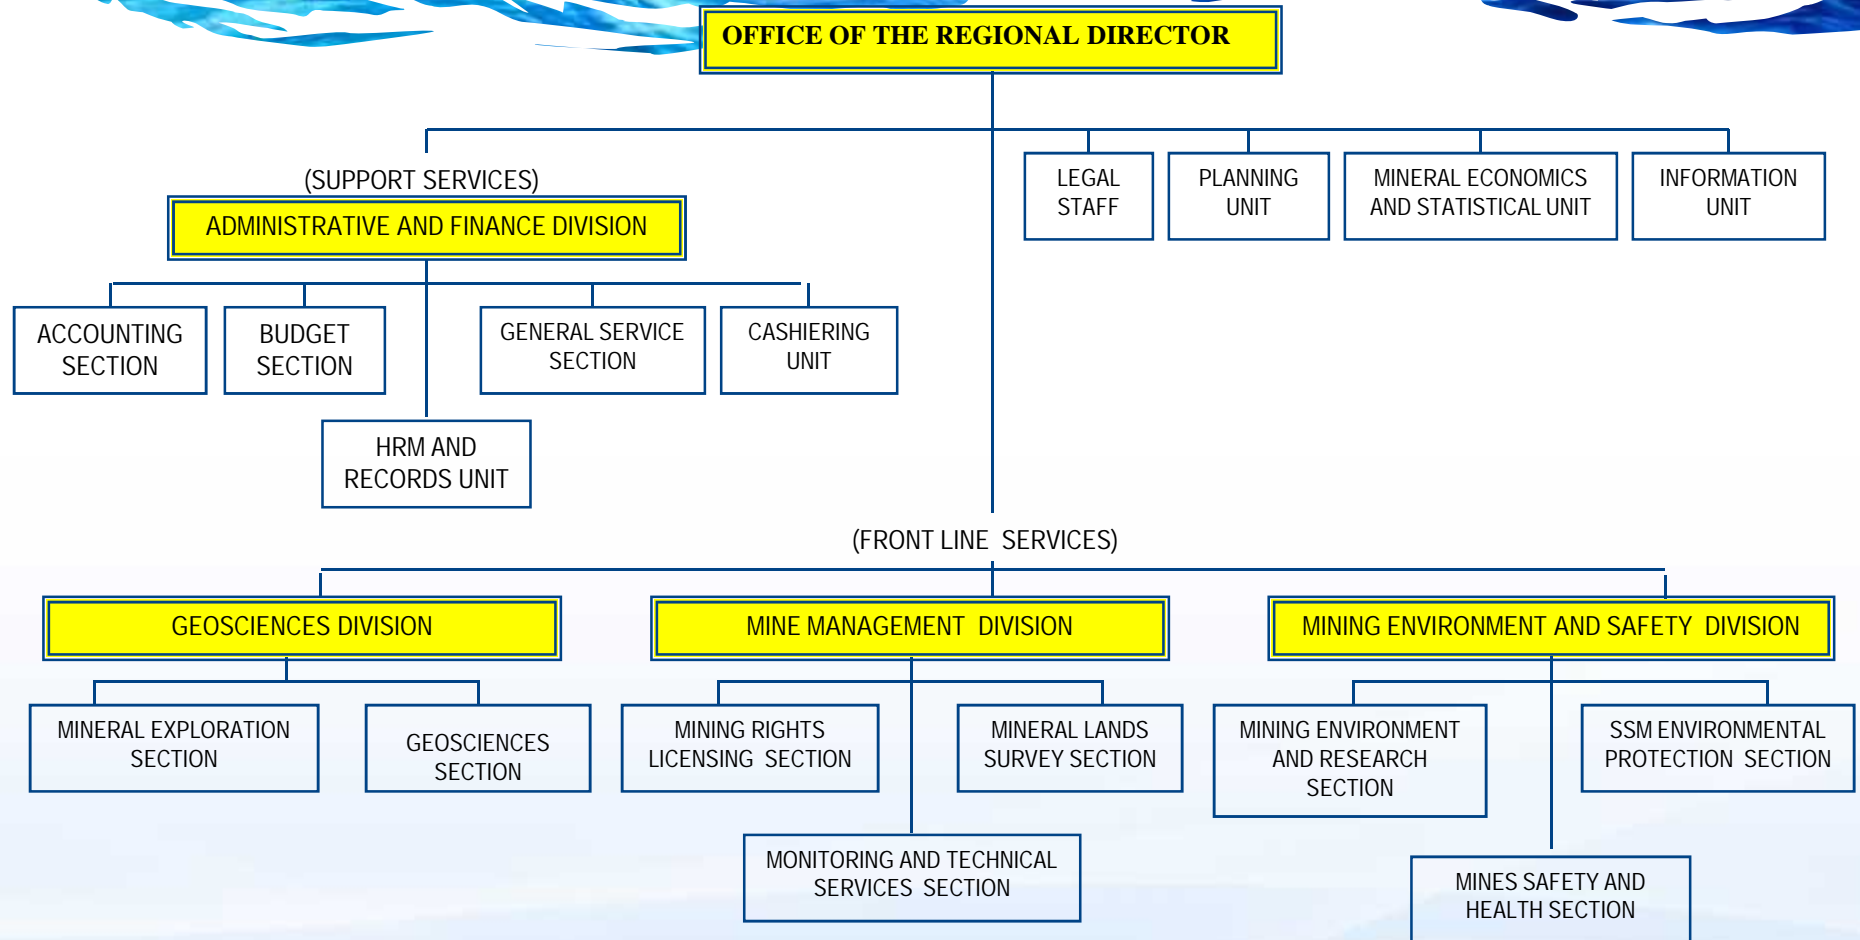 OFFICE OF THE REGIONAL DIRECTOR
(SUPPORT SERVICES)
ADMINISTRATIVE AND FINANCE DIVISION
LEGAL
STAFF
PLANNING
UNIT
MINERAL ECONOMICS
AND STATISTICAL UNIT
INFORMATION
UNIT
ACCOUNTING
SECTION
BUDGET
SECTION
GENERAL SERVICE
SECTION
CASHIERING
UNIT
HRM AND
RECORDS UNIT
(FRONT LINE SERVICES)
GEOSCIENCES DIVISION
MINE MANAGEMENT DIVISION
MINING ENVIRONMENT AND SAFETY DIVISION
MINERAL EXPLORATION
SECTION
GEOSCIENCES
SECTION
MINING RIGHTS
LICENSING SECTION
MINERAL LANDS
SURVEY SECTION
MINING ENVIRONMENT
AND RESEARCH
SECTION
SSM ENVIRONMENTAL
PROTECTION SECTION
MONITORING AND TECHNICAL
SERVICES SECTION
MINES SAFETY AND
HEALTH SECTION